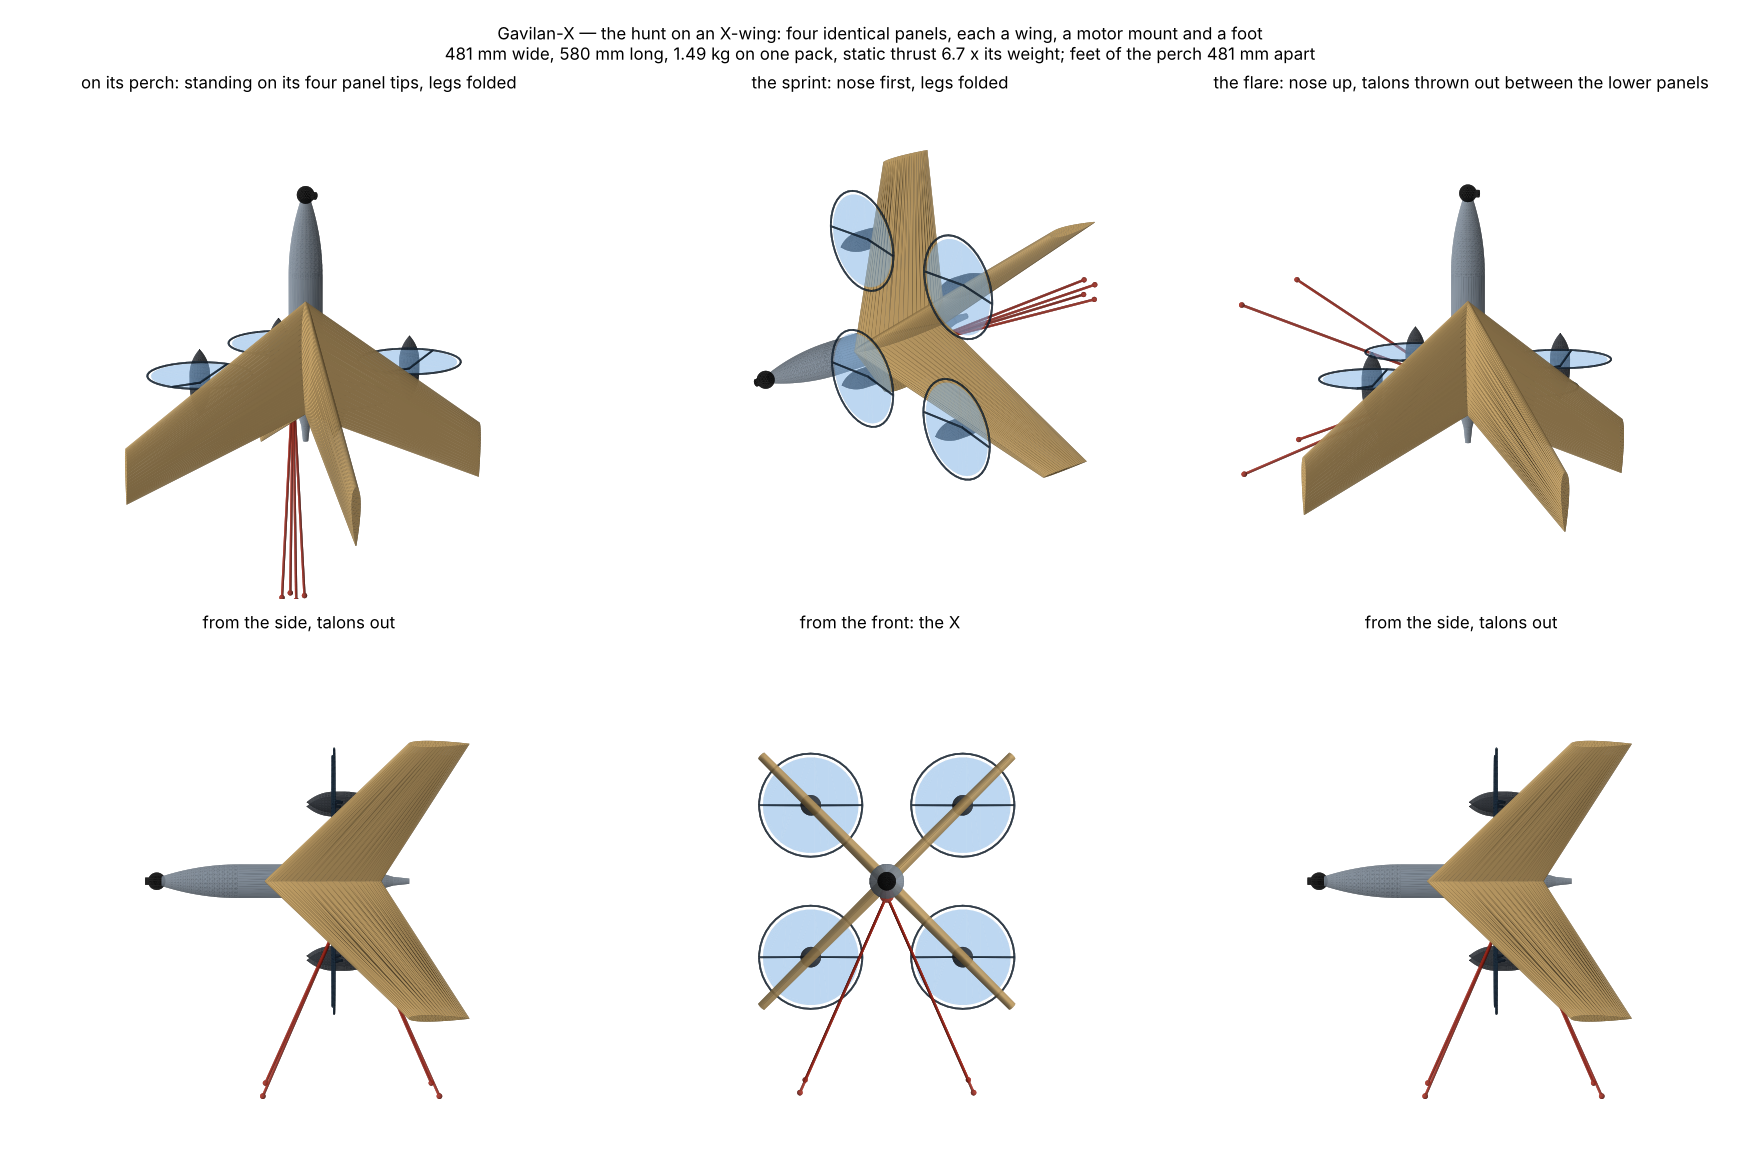 Gavilan-X — the hunt on an X-wing: four identical panels, each a wing, a motor mount and a foot
481 mm wide, 580 mm long, 1.49 kg on one pack, static thrust 6.7 x its weight; feet of the perch 481 mm apart
on its perch: standing on its four panel tips, legs folded
the sprint: nose first, legs folded
the flare: nose up, talons thrown out between the lower panels
from the side, talons out
from the front: the X
from the side, talons out